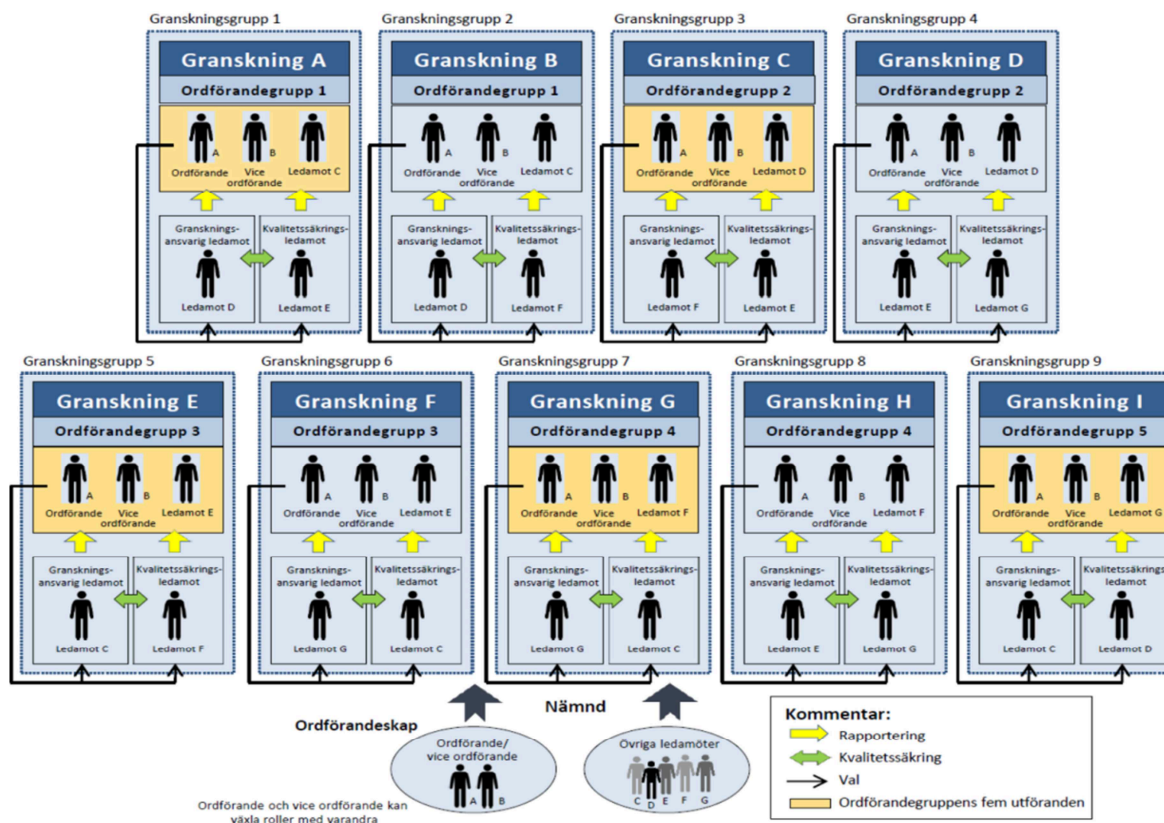 Granskningsgrupp 1
Granskning A
Ordförandegrupp 1
A
B
Ordförande
Vice
ordförande
Ledamot C
Gransknings-
ansvarig ledamot
Ledamot D
Kvalitetssäkrings-
ledamot
Ledamot E
Granskningsgrupp 2
Granskning B
Ordförandegrupp 1
A
B
Ordförande
Vice
ordförande
Ledamot C
Gransknings-
ansvarig ledamot
Ledamot D
Kvalitetssäkrings-
ledamot
Ledamot F
Granskningsgrupp 3
Granskning C
Ordförandegrupp 2
A
B
Ordförande
Vice
ordförande
Ledamot D
Gransknings-
ansvarig ledamot
Ledamot F
Kvalitetssäkrings-
ledamot
Ledamot E
Granskningsgrupp 4
Granskning D
Ordförandegrupp 2
A
B
Ordförande
Vice
ordförande
Ledamot D
Gransknings-
ansvarig ledamot
Ledamot E
Kvalitetssäkrings-
ledamot
Ledamot G
Granskningsgrupp 5
Granskning E
Ordförandegrupp 3
A
B
Ordförande
Vice
ordförande
Ledamot E
Gransknings-
ansvarig ledamot
Ledamot C
Kvalitetssäkrings-
ledamot
Ledamot F
Granskningsgrupp 6
Granskning F
Ordförandegrupp 3
A
B
Ordförande
Vice
ordförande
Ledamot E
Gransknings-
ansvarig ledamot
Ledamot G
Kvalitetssäkrings-
ledamot
Ledamot C
Granskningsgrupp 7
Granskning G
Ordförandegrupp 4
A
B
Ordförande
Vice
ordförande
Ledamot F
Gransknings-
ansvarig ledamot
Ledamot G
Kvalitetssäkrings-
ledamot
Ledamot C
Granskningsgrupp 8
Granskning H
Ordförandegrupp 4
A
B
Ordförande
Vice
ordförande
Ledamot F
Gransknings-
ansvarig ledamot
Ledamot E
Kvalitetssäkrings-
ledamot
Ledamot G
Granskningsgrupp 9
Granskning I
Ordförandegrupp 5
A
B
Ordförande
Vice
ordförande
Ledamot G
Gransknings-
ansvarig ledamot
Ledamot C
Kvalitetssäkrings-
ledamot
Ledamot D
Ordförandeskap
Nämnd
Ordförande/
vice ordförande
A
B
Övriga ledamöter
C
D
E
F
G
Ordförande och vice ordförande kan
växla roller med varandra
Kommentar:
Rapportering
Kvalitetssäkring
Val
Ordförandegruppens fem utföranden